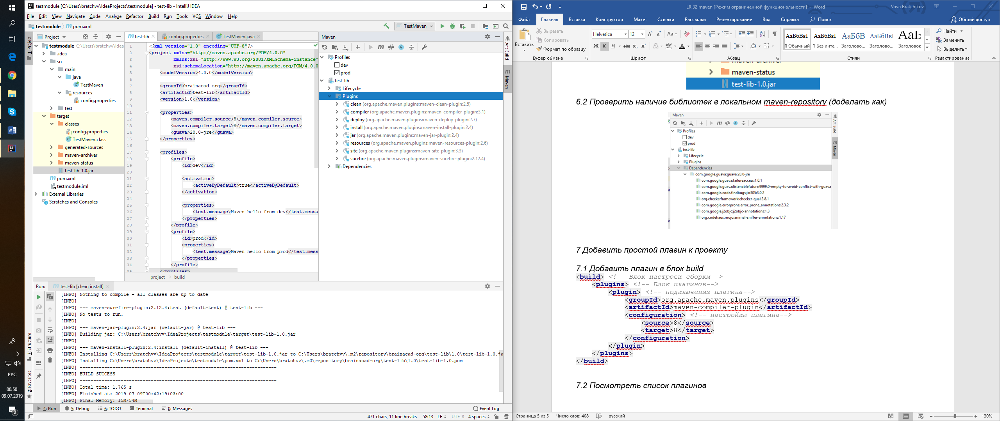 testmodule [C:\Users\bratchvv\IdeaProjects\testmodule] - test-lib - IntelliJ IDEA
File Edit View Navigate Code Analyze Refactor Build Run Tools VCS Window Help
testmodule pom.xml
TestMaven
1: Project
7: Structure
2: Favorites
Project
testmodule C:\Users\bratchvv\Idea
.idea
src
main
java
TestMaven
resources
config.properties
test
target
classes
config.properties
TestMaven.class
generated-sources
maven-archiver
maven-status
test-lib-1.0.jar
pom.xml
testmodule.iml
External Libraries
Scratches and Consoles
test-lib config.properties TestMaven.java
1 <?xml version="1.0" encoding="UTF-8"?>
2 <project xmlns="http://maven.apache.org/POM/4.0.0"
3 xmlns:xsi="http://www.w3.org/2001/XMLSchema-instance"
4 xsi:schemaLocation="http://maven.apache.org/POM/4.0.0
5 <modelVersion>4.0.0</modelVersion>
6
7 <groupId>brainacad-org</groupId>
8 <artifactId>test-lib</artifactId>
9 <version>1.0</version>
10
11 <properties>
12 <maven.compiler.source>8</maven.compiler.source>
13 <maven.compiler.target>8</maven.compiler.target>
14 <guava>28.0-jre</guava>
15 </properties>
16
17 <profiles>
18 <profile>
19 <id>dev</id>
20
21 <activation>
22 <activeByDefault>true</activeByDefault>
23 </activation>
24
25 <properties>
26 <test.message>Maven hello from dev</test.messa
27 </properties>
28 </profile>
29 <profile>
30 <id>prod</id>
31 <properties>
32 <test.message>Maven hello from prod</test.mess
33 </properties>
34 </profile>
35 </profiles>
project build
Maven
Profiles
dev
prod
test-lib
Lifecycle
Plugins
clean (org.apache.maven.plugins:maven-clean-plugin:2.5)
compiler (org.apache.maven.plugins:maven-compiler-plugin:3.1)
deploy (org.apache.maven.plugins:maven-deploy-plugin:2.7)
install (org.apache.maven.plugins:maven-install-plugin:2.4)
jar (org.apache.maven.plugins:maven-jar-plugin:2.4)
resources (org.apache.maven.plugins:maven-resources-plugin:2.6)
site (org.apache.maven.plugins:maven-site-plugin:3.3)
surefire (org.apache.maven.plugins:maven-surefire-plugin:2.12.4)
Dependencies
Ant Build
Maven
Run: test-lib [clean,install]
[INFO] Nothing to compile - all classes are up to date
[INFO]
[INFO] --- maven-surefire-plugin:2.12.4:test (default-test) @ test-lib ---
[INFO] No tests to run.
[INFO]
[INFO] --- maven-jar-plugin:2.4:jar (default-jar) @ test-lib ---
[INFO] Building jar: C:\Users\bratchvv\IdeaProjects\testmodule\target\test-lib-1.0.jar
[INFO]
[INFO] --- maven-install-plugin:2.4:install (default-install) @ test-lib ---
[INFO] Installing C:\Users\bratchvv\IdeaProjects\testmodule\target\test-lib-1.0.jar to C:\Users\bratchvv\.m2\repository\brainacad-org\test-lib\1.0\test-lib-1.0.ja
[INFO] Installing C:\Users\bratchvv\IdeaProjects\testmodule\pom.xml to C:\Users\bratchvv\.m2\repository\brainacad-org\test-lib\1.0\test-lib-1.0.pom
[INFO] ------------------------------------------------------------------------
[INFO] BUILD SUCCESS
[INFO] ------------------------------------------------------------------------
[INFO] Total time: 1.765 s
[INFO] Finished at: 2019-07-09T00:42:19+03:00
[INFO] Final Memory: 15M/54M
4: Run 5: Debug 6: TODO Terminal 0: Messages Event Log
471 chars, 11 line breaks 58:13 LF UTF-8 4 spaces
РУС
00:50
09.07.2019
2
LR 32 maven [Режим ограниченной функциональности] - Word
Vova Bratchikov
Файл Главная Вставка Конструктор Макет Ссылки Рассылки Рецензирование Вид Справка Поиск Общий доступ
Вставить
Вырезать
Копировать
Формат по образцу
Буфер обмена
Helvetica 12
Ж К Ч abc x₂ x²
Шрифт
Абзац
АаБбВвГ АаБбВвГ АаБбВ АаБбВвІ АаЬ
¶ Обычный ¶ Без инте... Заголово... Заголово... Заголовок
Стили
Найти
Заменить
Выделить
Редактирование
maven-archiver
maven-status
test-lib-1.0.jar
6.2 Проверить наличие библиотек в локальном maven-repository (доделать как)
Maven
Profiles
dev
prod
test-lib
Lifecycle
Plugins
Dependencies
com.google.guava:guava:28.0-jre
com.google.guava:failureaccess:1.0.1
com.google.guava:listenablefuture:9999.0-empty-to-avoid-conflict-with-guava
com.google.code.findbugs:jsr305:3.0.2
org.checkerframework:checker-qual:2.8.1
com.google.errorprone:error_prone_annotations:2.3.2
com.google.j2objc:j2objc-annotations:1.3
org.codehaus.mojo:animal-sniffer-annotations:1.17
Ant Build
Maven
7 Добавить простой плагин к проекту
7.1 Добавить плагин в блок build
<build> <!-- Блок настроек сборки-->
<plugins> <!-- Блок плагинов-->
<plugin> <!-- подключения плагина-->
<groupId>org.apache.maven.plugins</groupId>
<artifactId>maven-compiler-plugin</artifactId>
<configuration> <!-- настройки плагина-->
<source>8</source>
<target>8</target>
</configuration>
</plugin>
</plugins>
</build>
7.2 Посмотреть список плагинов
Страница 5 из 5 Число слов: 408 русский 130%